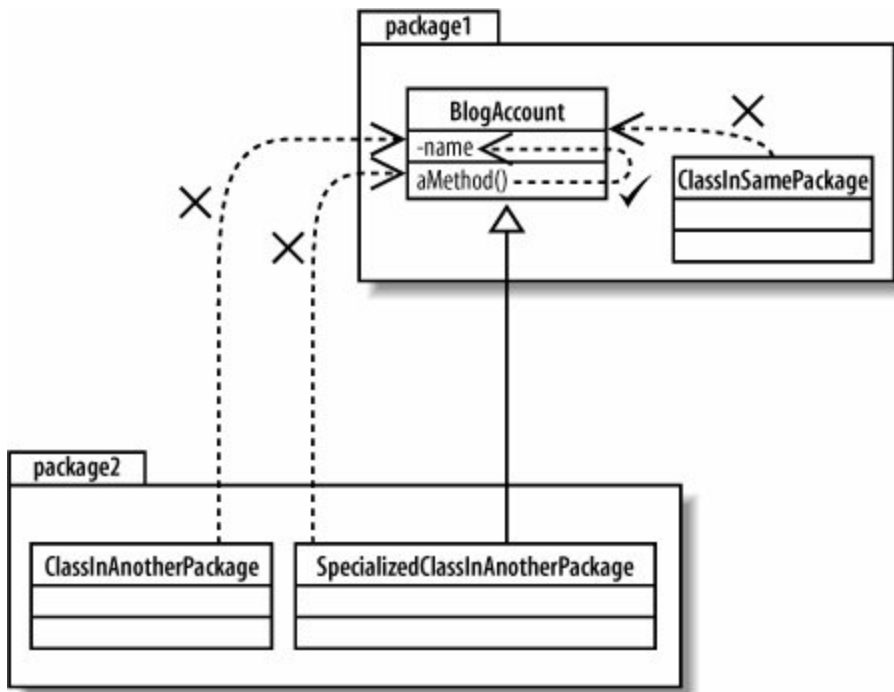 package1
BlogAccount
-name
aMethod()
ClassInSamePackage
package2
ClassInAnotherPackage
SpecializedClassInAnotherPackage